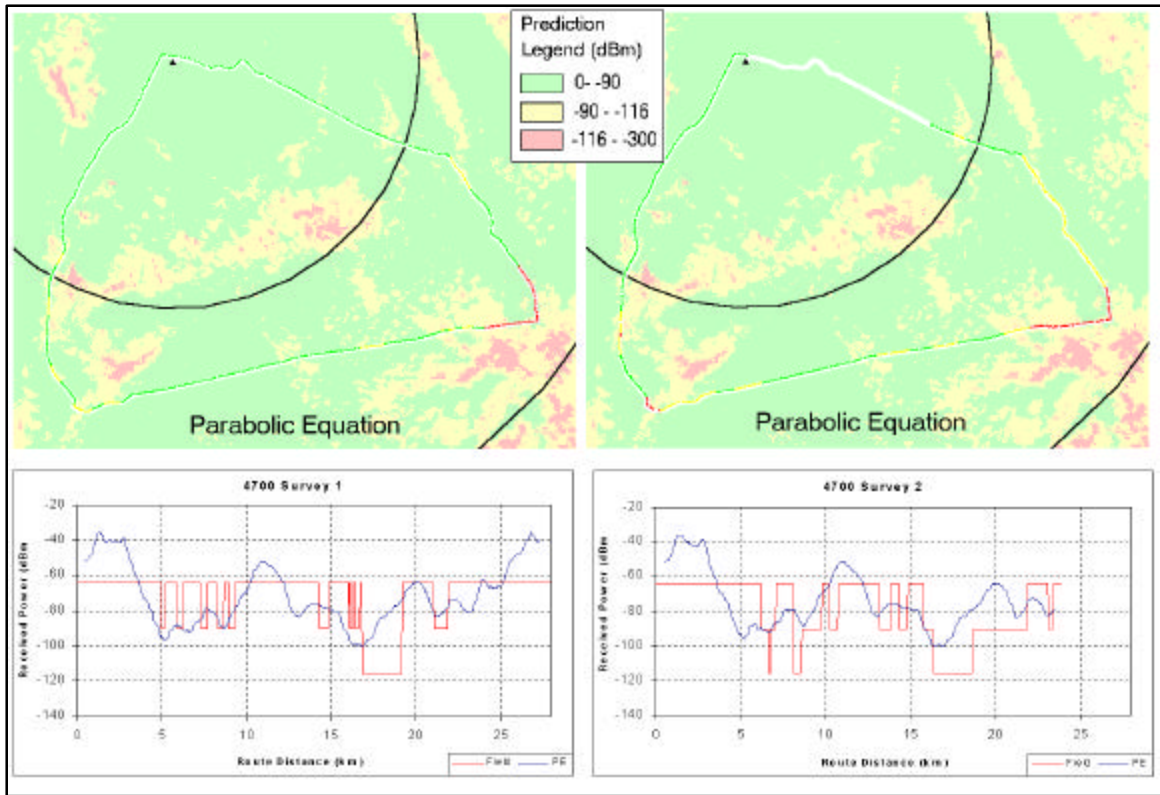 Prediction
Legend (dBm)
0- -90
-90 - -116
-116 - -300
Parabolic Equation
Parabolic Equation
4700 Survey 1
Received Power (dBm
-20
-40
-60
-80
-100
-120
-140
0 5 10 15 20 25
Route Distance (km)
Field PE
4700 Survey 2
Received Power (dBm
-20
-40
-60
-80
-100
-120
-140
0 5 10 15 20 25
Route Distance (km)
Field PE